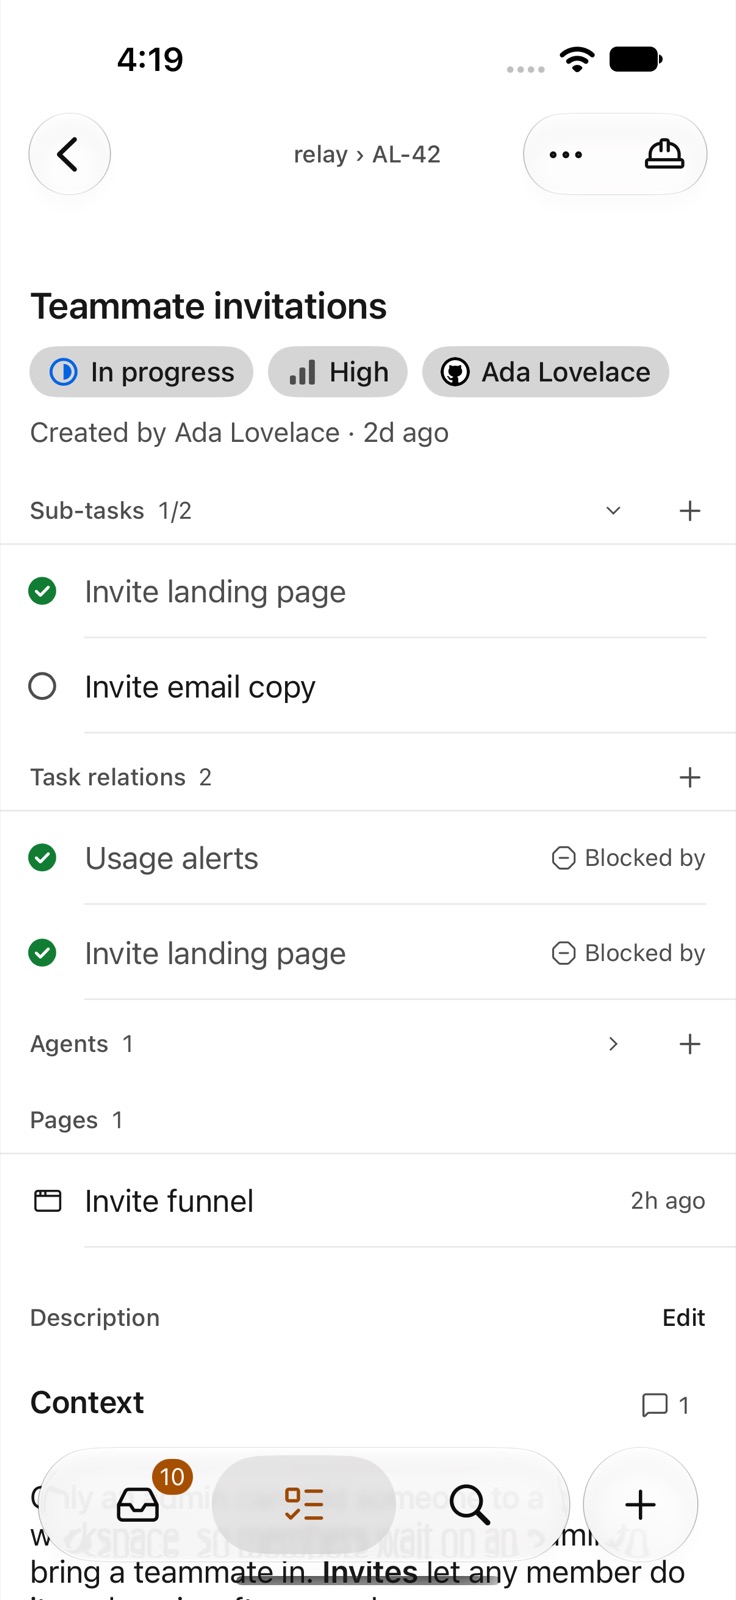 4:19
relay › AL-42
Teammate invitations
In progress
High
Ada Lovelace
Created by Ada Lovelace · 2d ago
Sub-tasks 1/2
Invite landing page
Invite email copy
Task relations 2
Usage alerts
Blocked by
Invite landing page
Blocked by
Agents 1
Pages 1
Invite funnel
2h ago
Description
Edit
Context
1
10
bring a teammate in. Invites let any member do